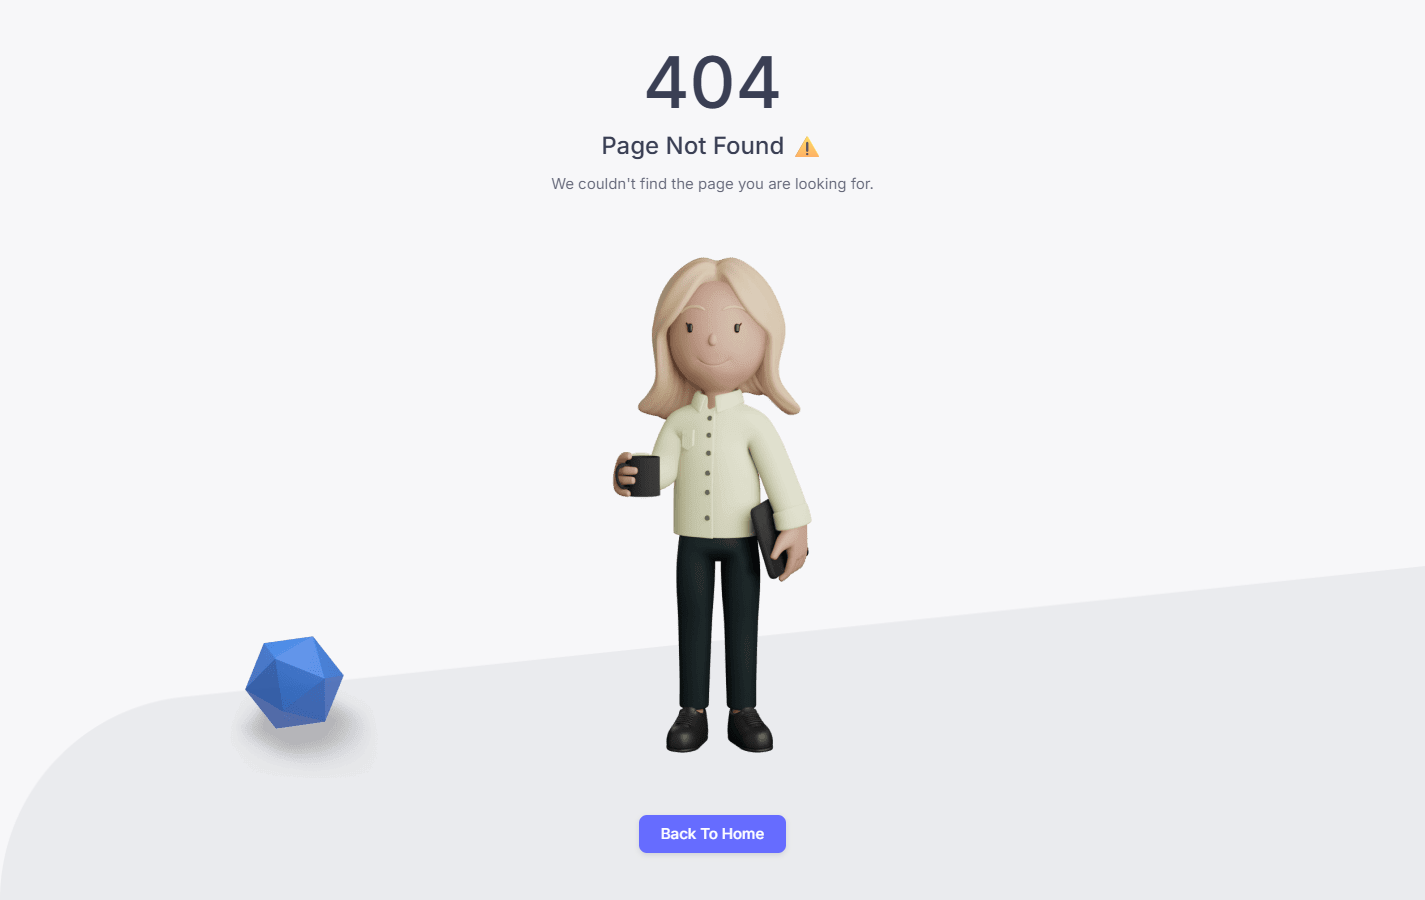 404
Page Not Found ⚠️
We couldn't find the page you are looking for.
Back To Home